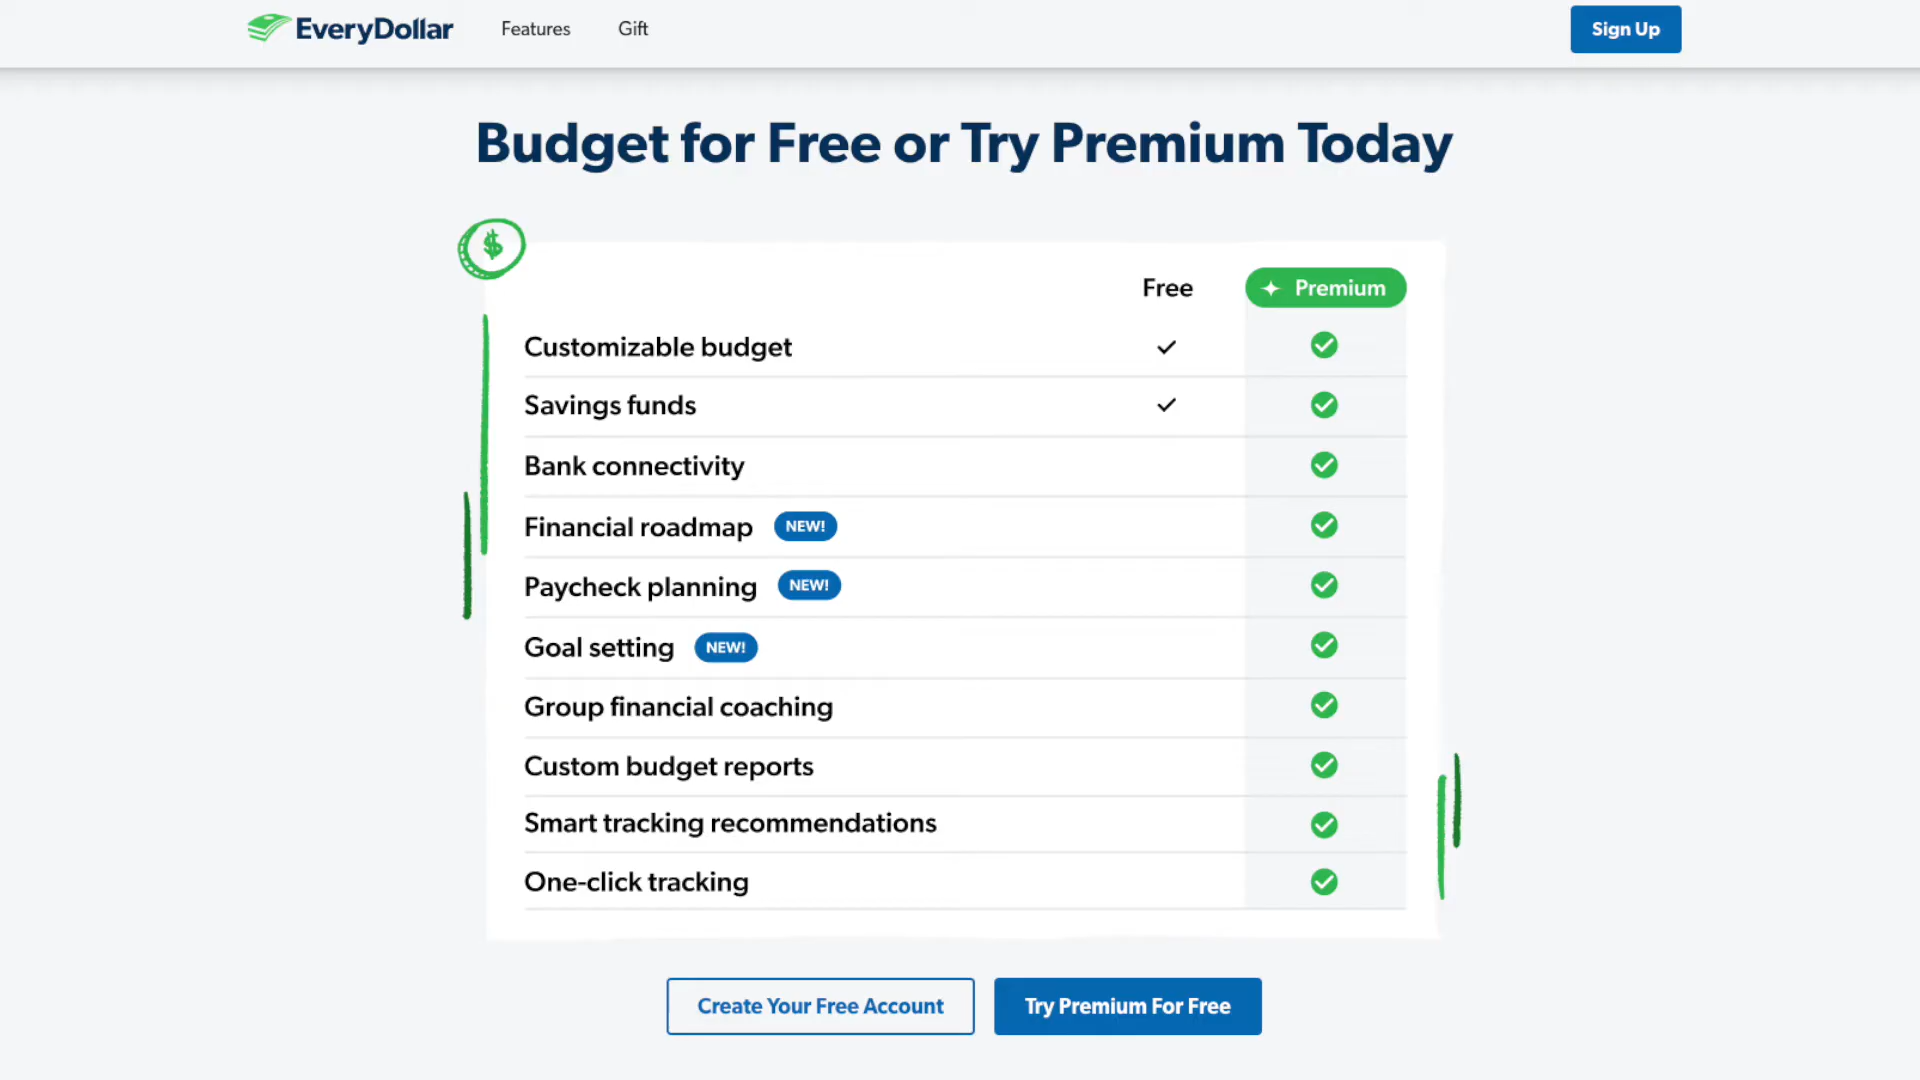 EveryDollar Features Gift Sign Up
Budget for Free or Try Premium Today
$
Free Premium
Customizable budget
Savings funds
Bank connectivity
Financial roadmap NEW!
Paycheck planning NEW!
Goal setting NEW!
Group financial coaching
Custom budget reports
Smart tracking recommendations
One-click tracking
Create Your Free Account Try Premium For Free